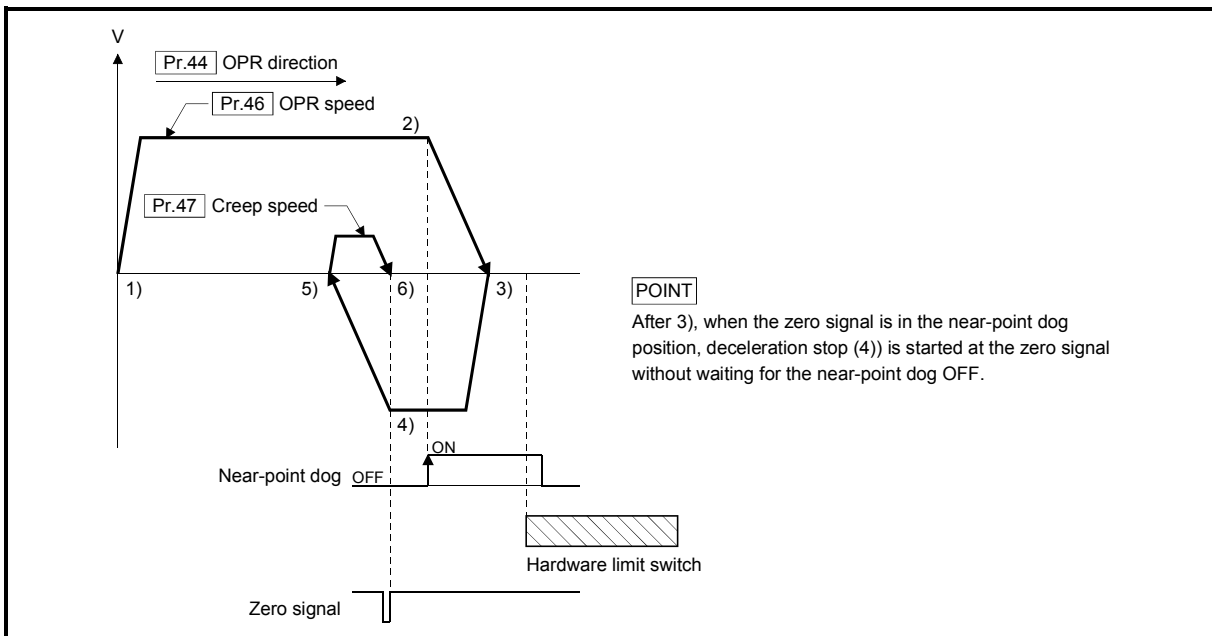 V
Pr.44 OPR direction
Pr.46 OPR speed
2)
Pr.47 Creep speed
1)
5)
6)
3)
POINT
After 3), when the zero signal is in the near-point dog
position, deceleration stop (4)) is started at the zero signal
without waiting for the near-point dog OFF.
4)
ON
Near-point dog OFF
Hardware limit switch
Zero signal